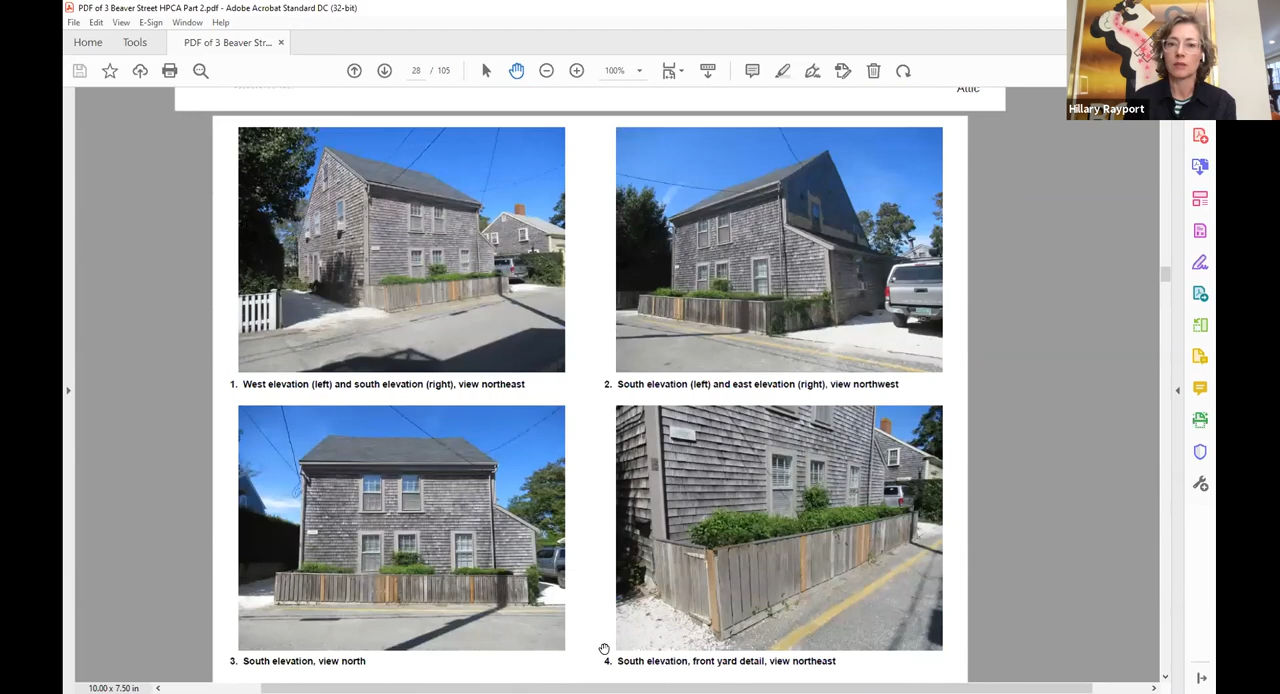 PDF of 3 Beaver Street HPCA Part 2.pdf - Adobe Acrobat Standard DC (32-bit)
File Edit View E-Sign Window Help
Home Tools PDF of 3 Beaver Str... ×
28 / 105 100%
Attic
Hillary Rayport
1. West elevation (left) and south elevation (right), view northeast
2. South elevation (left) and east elevation (right), view northwest
3. South elevation, view north
4. South elevation, front yard detail, view northeast
10.00 x 7.50 in